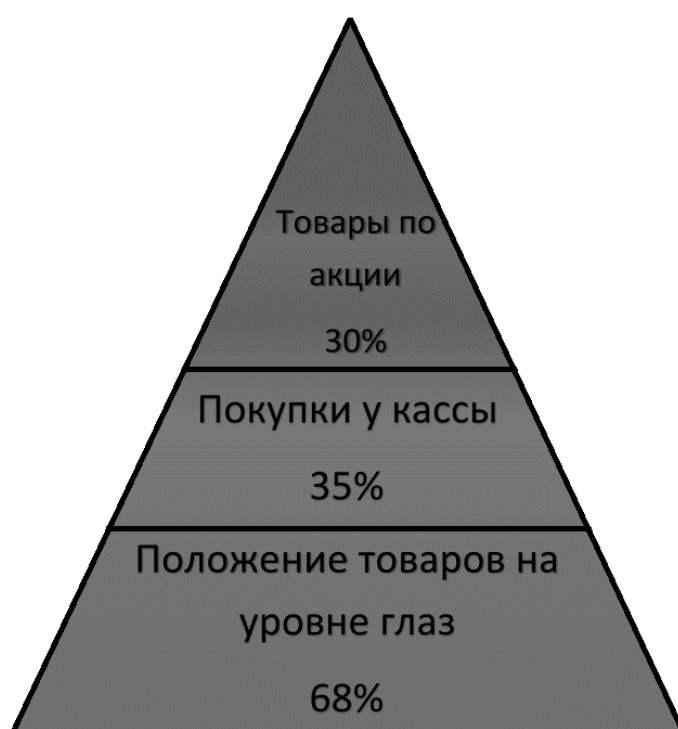 Товары по
акции
30%
Покупки у кассы
35%
Положение товаров на
уровне глаз
68%